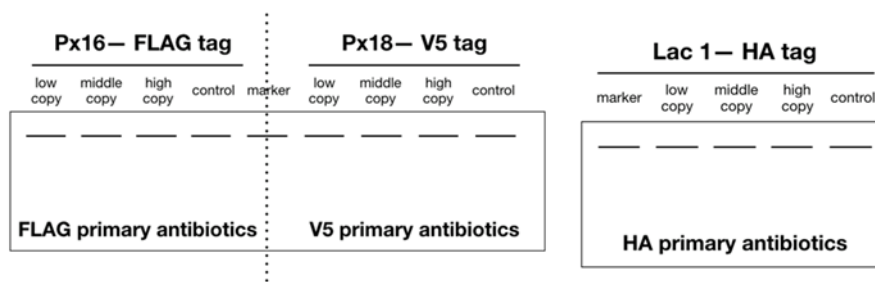 Px16— FLAG tag
low copy middle copy high copy control marker
FLAG primary antibiotics
Px18— V5 tag
low copy middle copy high copy control
V5 primary antibiotics
Lac 1— HA tag
marker low copy middle copy high copy control
HA primary antibiotics